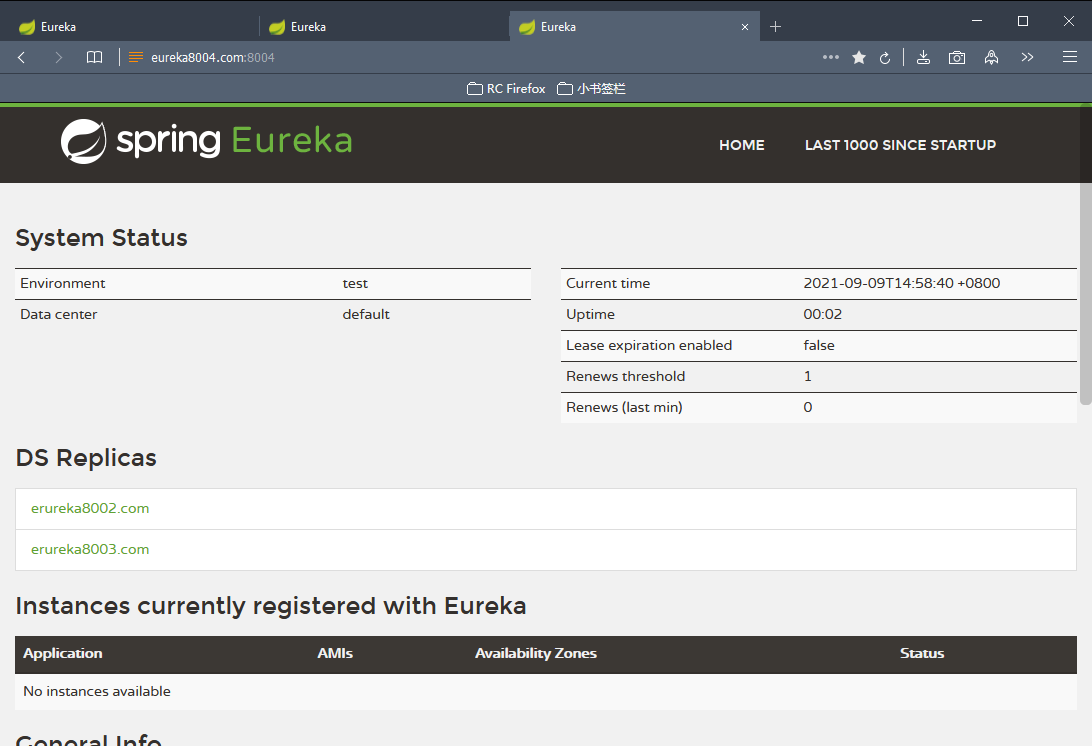 Eureka Eureka Eureka
eureka8004.com:8004
RC Firefox 小书签栏
spring Eureka HOME LAST 1000 SINCE STARTUP
System Status
Environment test
Data center default
Current time 2021-09-09T14:58:40 +0800
Uptime 00:02
Lease expiration enabled false
Renews threshold 1
Renews (last min) 0
DS Replicas
erureka8002.com
erureka8003.com
Instances currently registered with Eureka
Application AMIs Availability Zones Status
No instances available
General Info